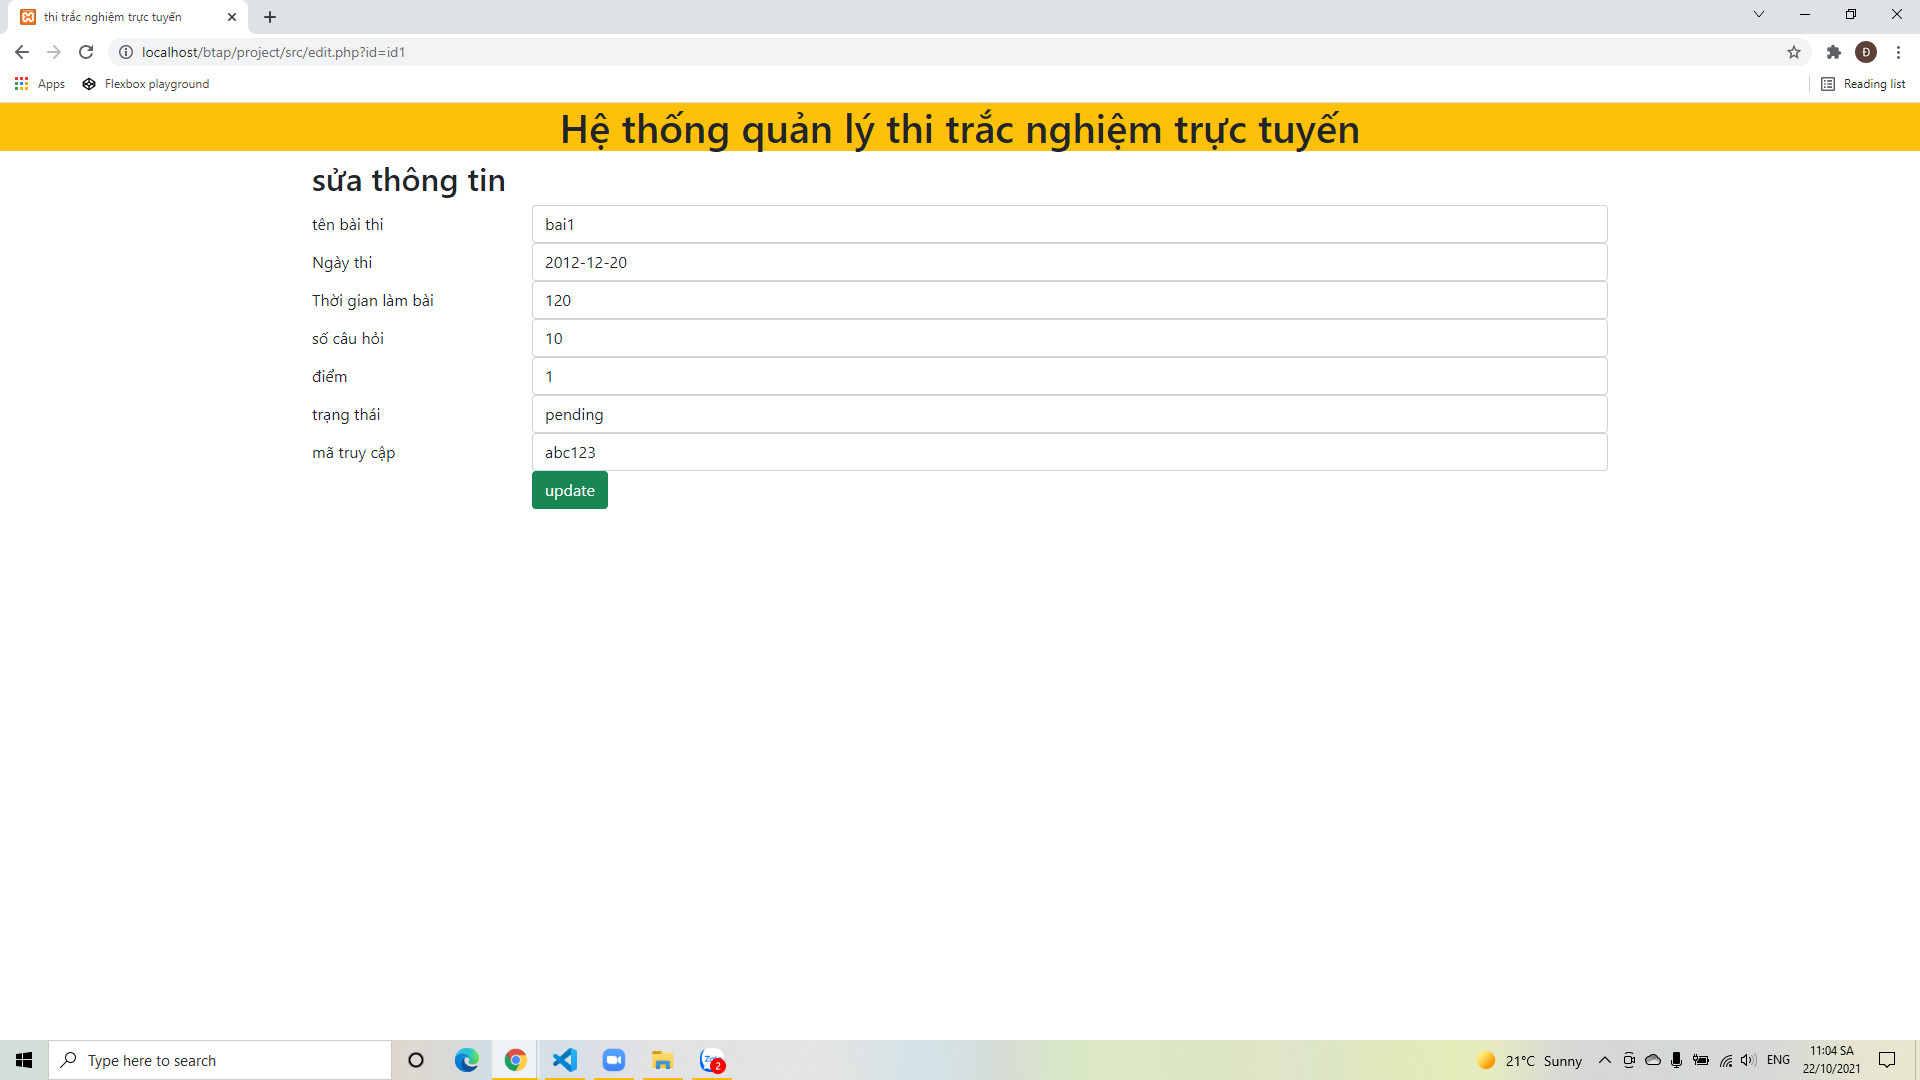 thi trắc nghiệm trực tuyến
localhost/btap/project/src/edit.php?id=id1
Đ
Apps
Flexbox playground
Reading list
Hệ thống quản lý thi trắc nghiệm trực tuyến
sửa thông tin
tên bài thi
bai1
Ngày thi
2012-12-20
Thời gian làm bài
120
số câu hỏi
10
điểm
1
trạng thái
pending
mã truy cập
abc123
update
Type here to search
2
21°C Sunny
ENG
11:04 SA
22/10/2021